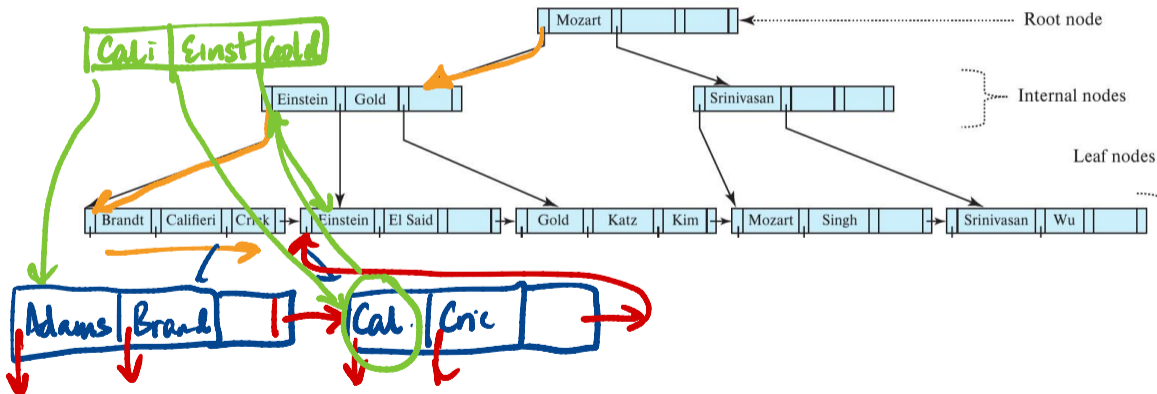 Mozart
Root node
Cali Einst Gold
Einstein Gold
Srinivasan
Internal nodes
Leaf nodes
Brandt Califieri Crick Einstein El Said Gold Katz Kim Mozart Singh Srinivasan Wu
Adams Brand Cal. Cric